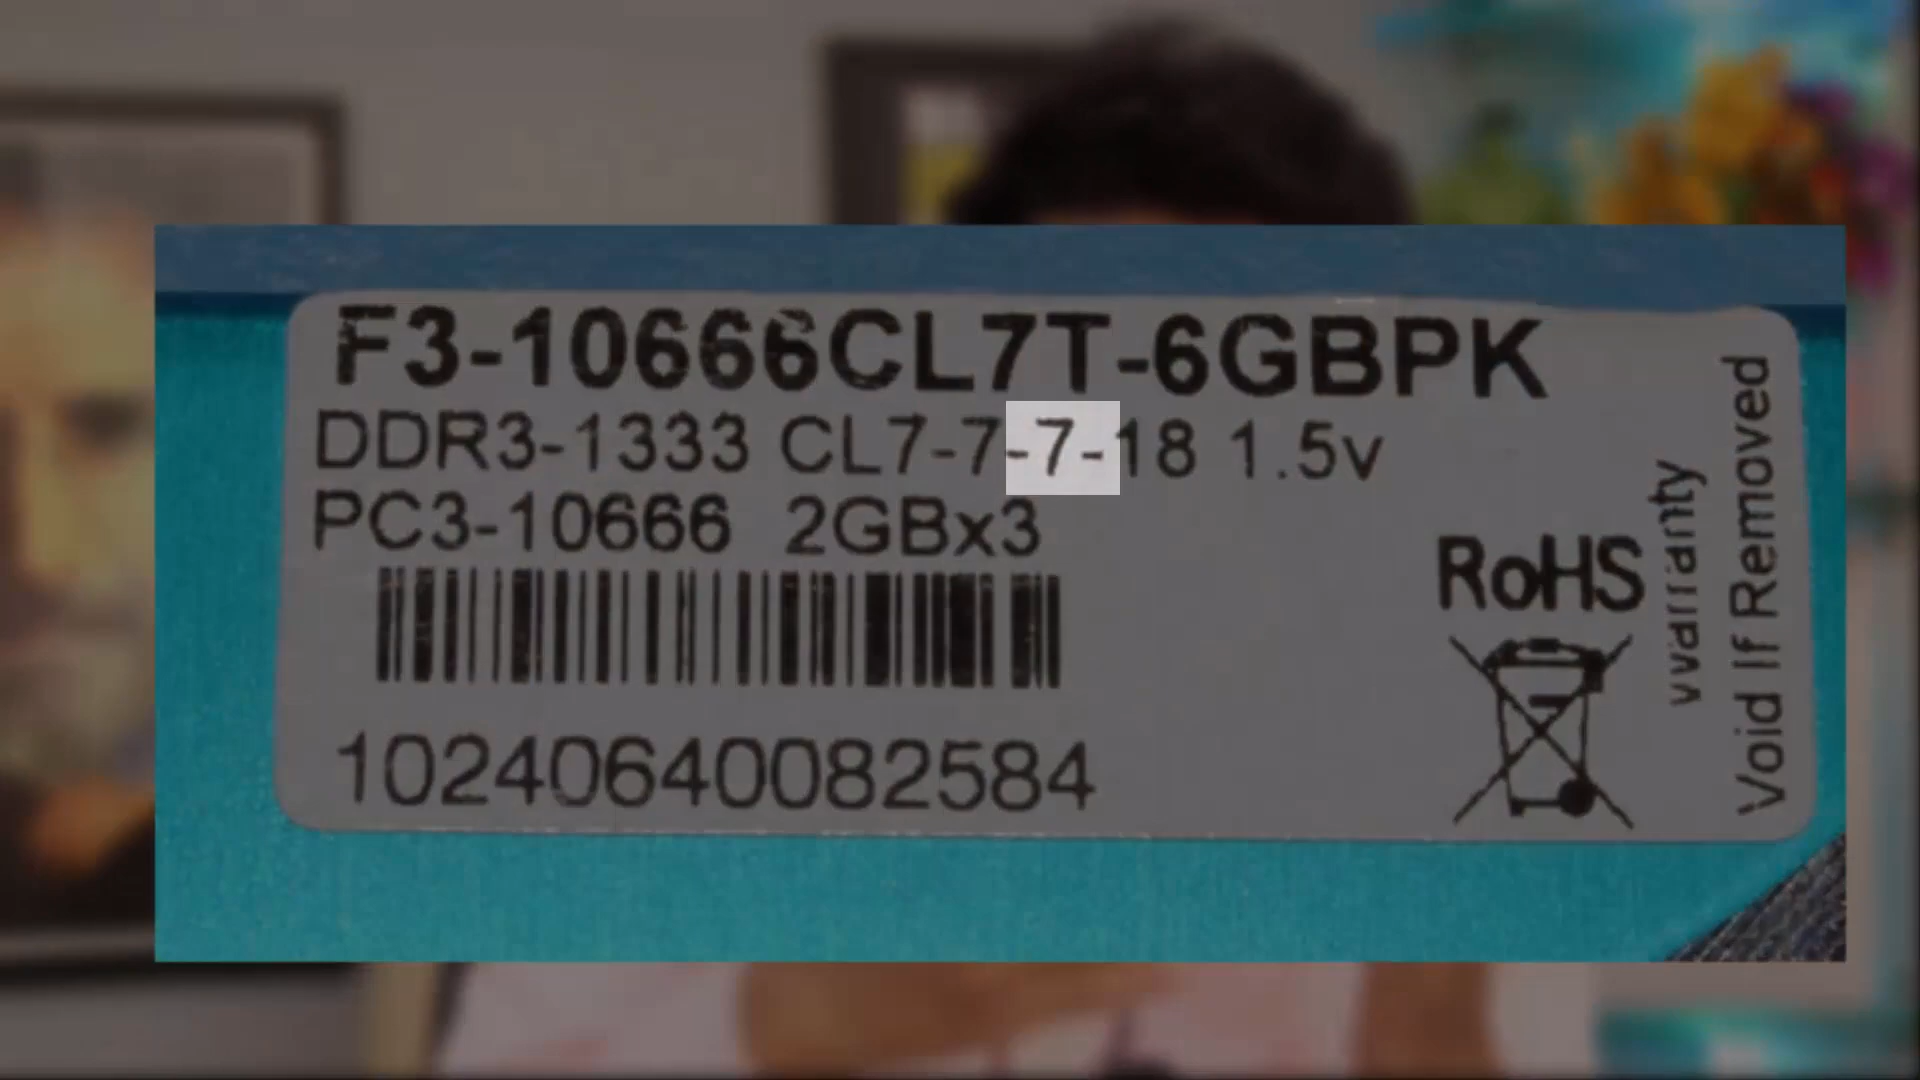 F3-10666CL7T-6GBPK
DDR3-1333 CL7-7-7-18 1.5v
PC3-10666 2GBx3
10240640082584
RoHS
warranty
Void If Removed